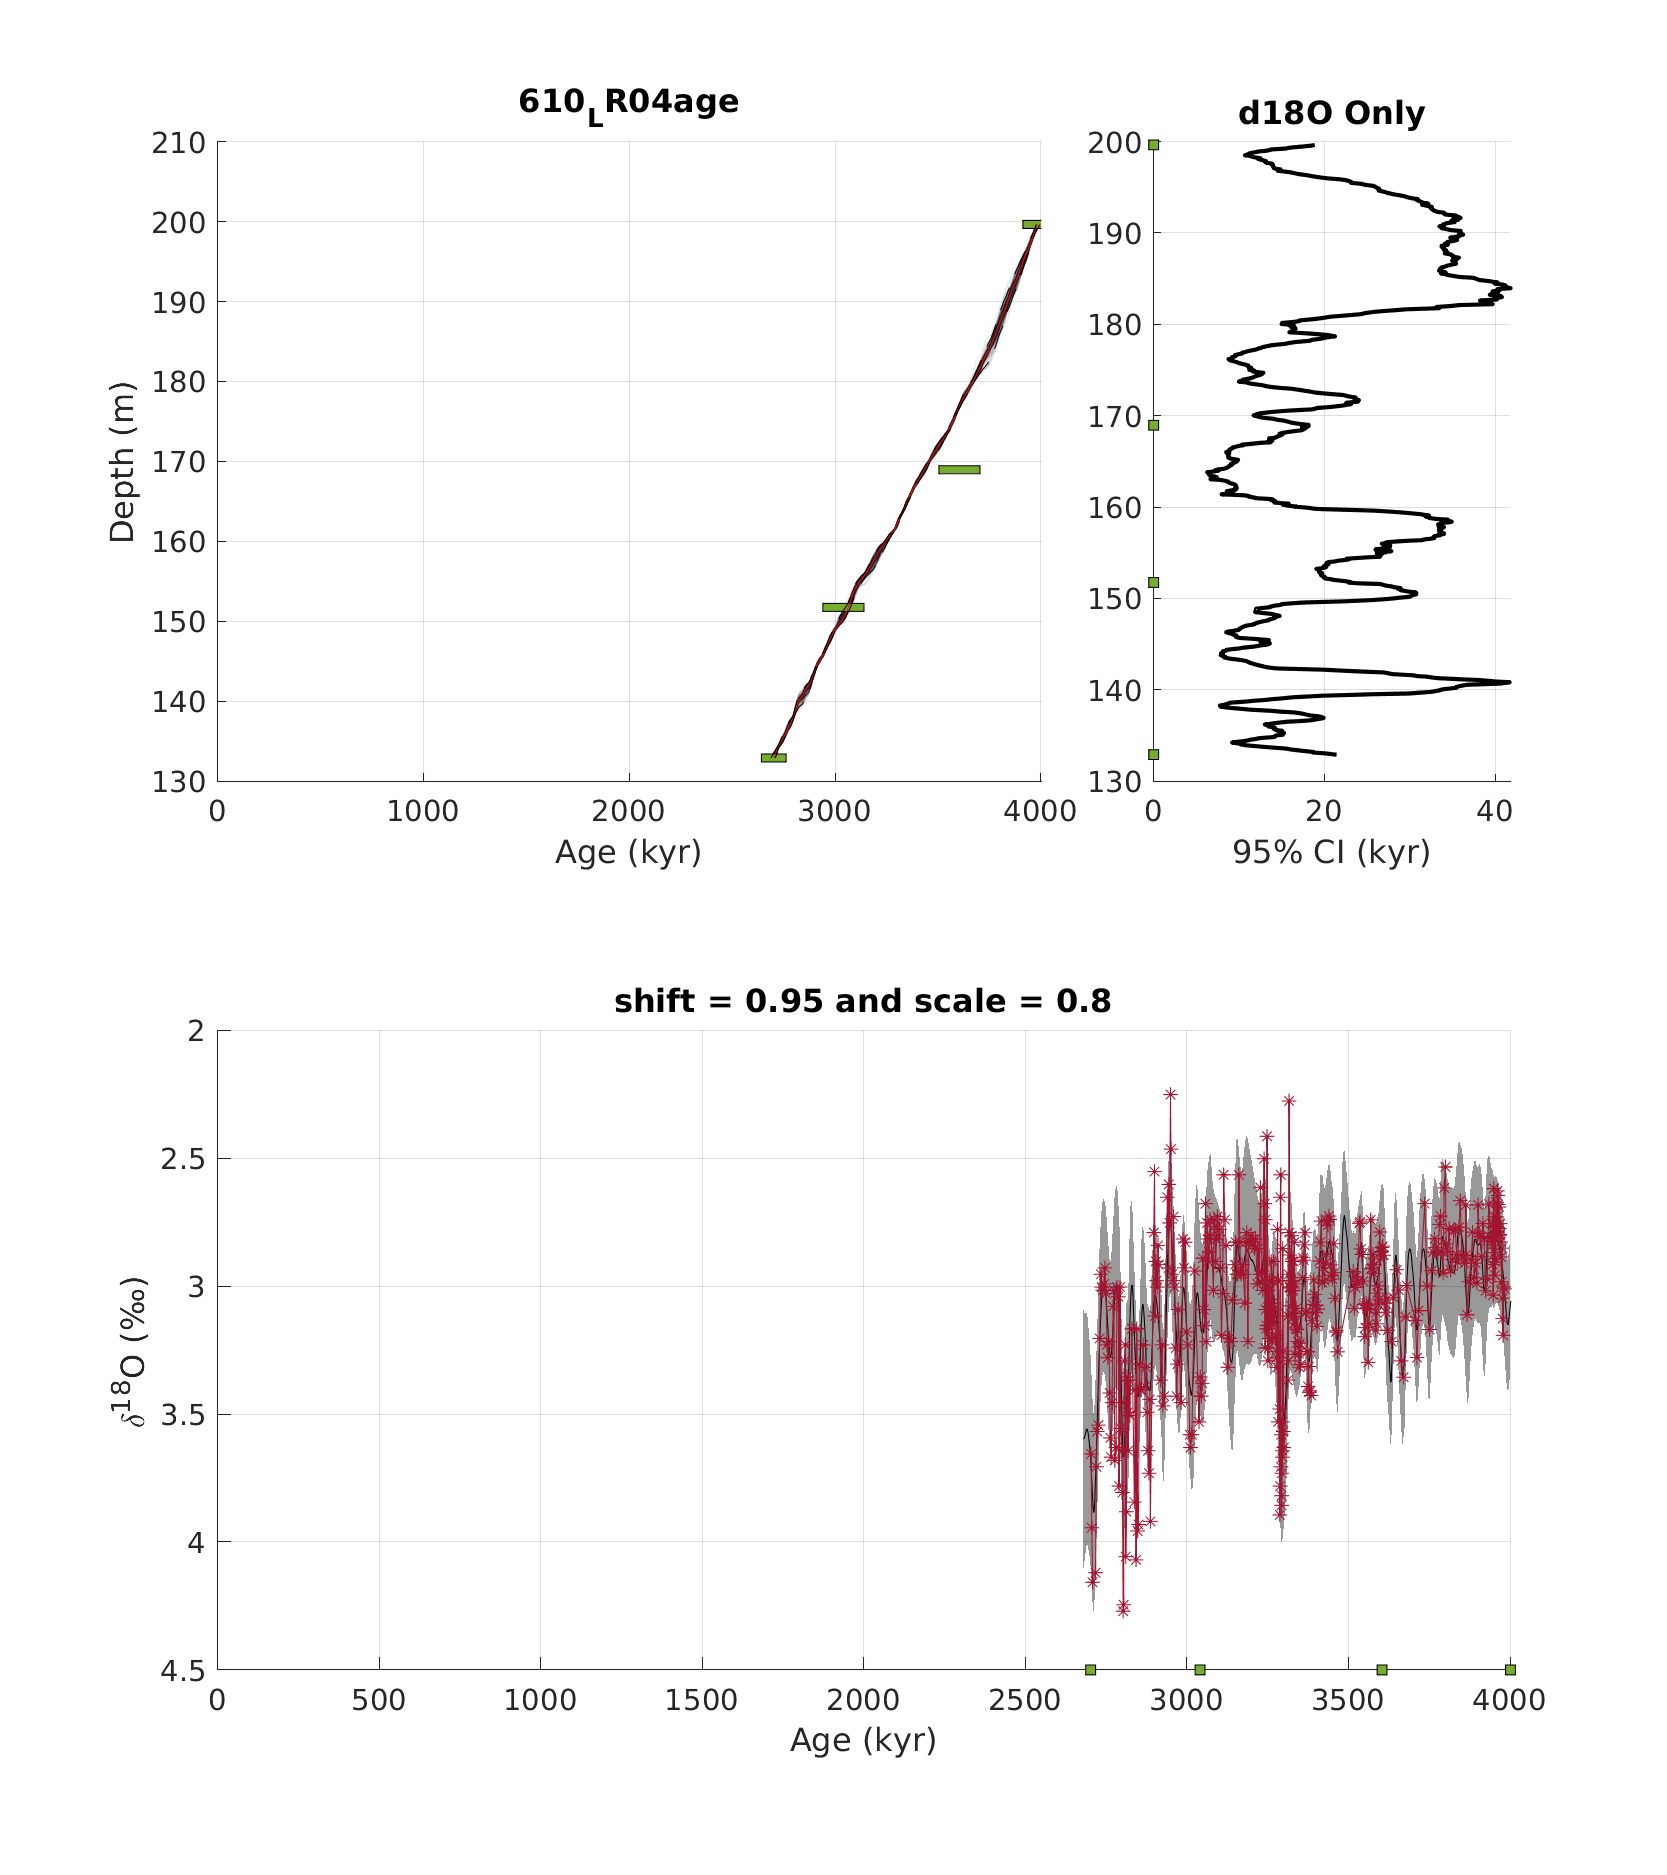 610LR04age
d18O Only
210
200
190
180
170
160
150
140
130
Depth (m)
0 1000 2000 3000 4000
Age (kyr)
200
190
180
170
160
150
140
130
0 20 40
95% CI (kyr)
shift = 0.95 and scale = 0.8
2
2.5
3
3.5
4
4.5
δ18O (‰)
0 500 1000 1500 2000 2500 3000 3500 4000
Age (kyr)